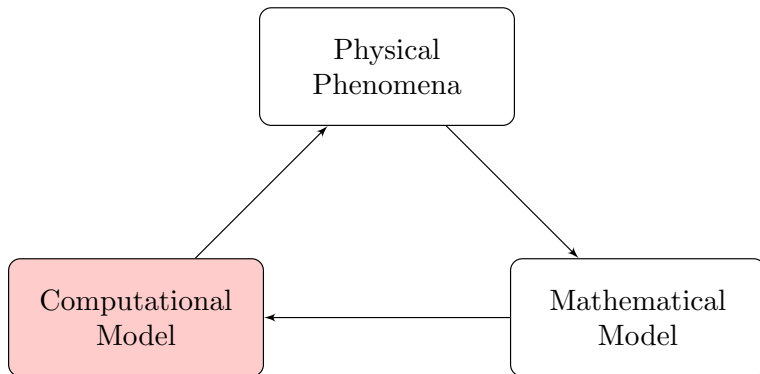 Physical
Phenomena
Computational
Model
Mathematical
Model